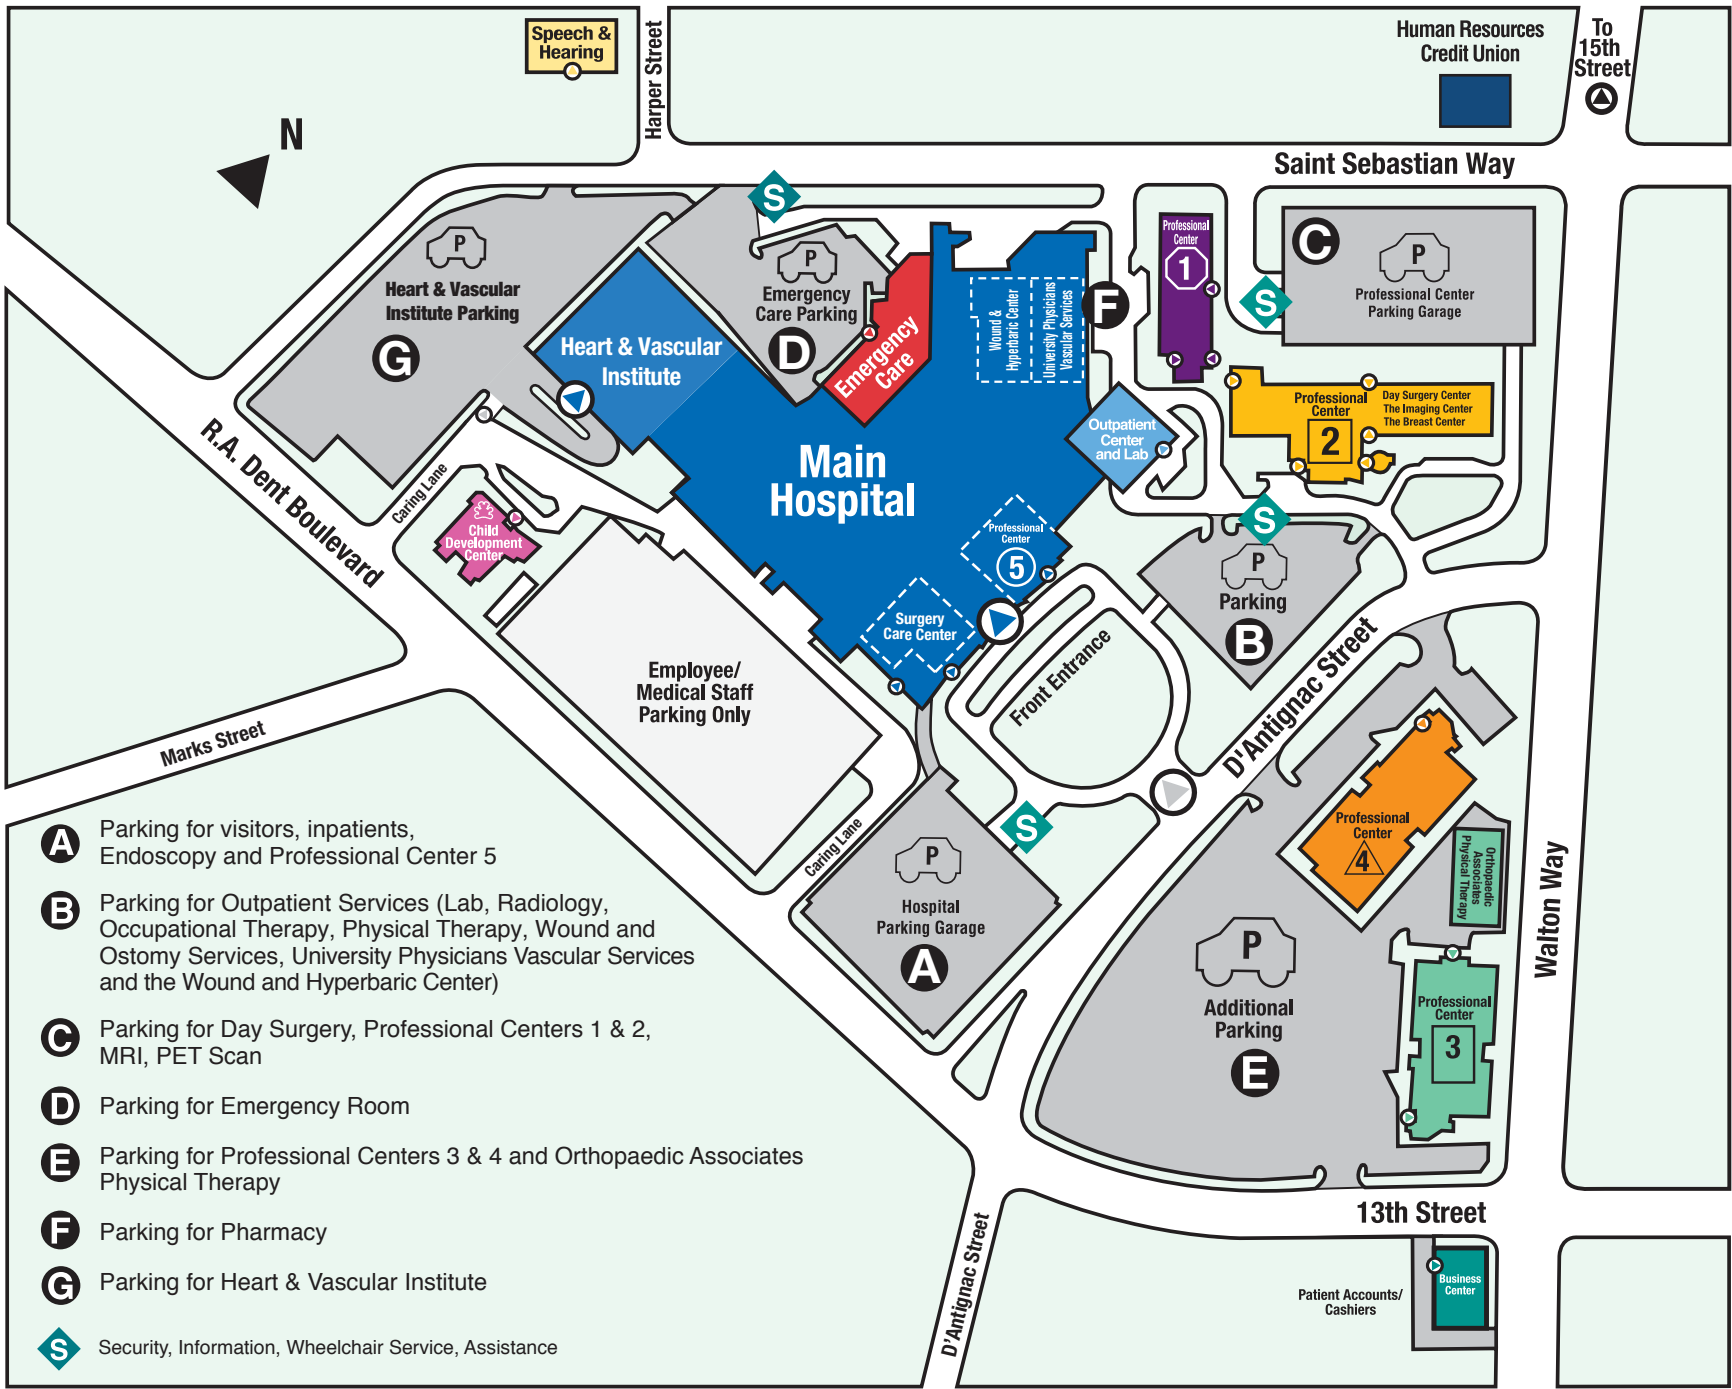 Speech &
Hearing
Harper Street
Human Resources
Credit Union
To
15th
Street
N
Saint Sebastian Way
S
P
Heart & Vascular
Institute Parking
G
P
Emergency
Care Parking
D
Emergency
Care
Heart & Vascular
Institute
Wound &
Hyperbaric Center
University Physicians
Vascular Services
F
Professional
Center
1
C
P
Professional Center
Parking Garage
S
Professional
Center
2
Day Surgery Center
The Imaging Center
The Breast Center
Outpatient
Center
and Lab
Main
Hospital
R.A. Dent Boulevard
Caring Lane
Child
Development
Center
Professional
Center
5
S
P
Parking
B
Surgery
Care Center
Front Entrance
D'Antignac Street
Employee/
Medical Staff
Parking Only
Marks Street
Caring Lane
S
P
Hospital
Parking Garage
A
Professional
Center
4
Orthopaedic
Associates
Physical Therapy
Walton Way
P
Additional
Parking
E
Professional
Center
3
13th Street
D'Antignac Street
Patient Accounts/
Cashiers
Business
Center
A Parking for visitors, inpatients,
Endoscopy and Professional Center 5
B Parking for Outpatient Services (Lab, Radiology,
Occupational Therapy, Physical Therapy, Wound and
Ostomy Services, University Physicians Vascular Services
and the Wound and Hyperbaric Center)
C Parking for Day Surgery, Professional Centers 1 & 2,
MRI, PET Scan
D Parking for Emergency Room
E Parking for Professional Centers 3 & 4 and Orthopaedic Associates
Physical Therapy
F Parking for Pharmacy
G Parking for Heart & Vascular Institute
S Security, Information, Wheelchair Service, Assistance